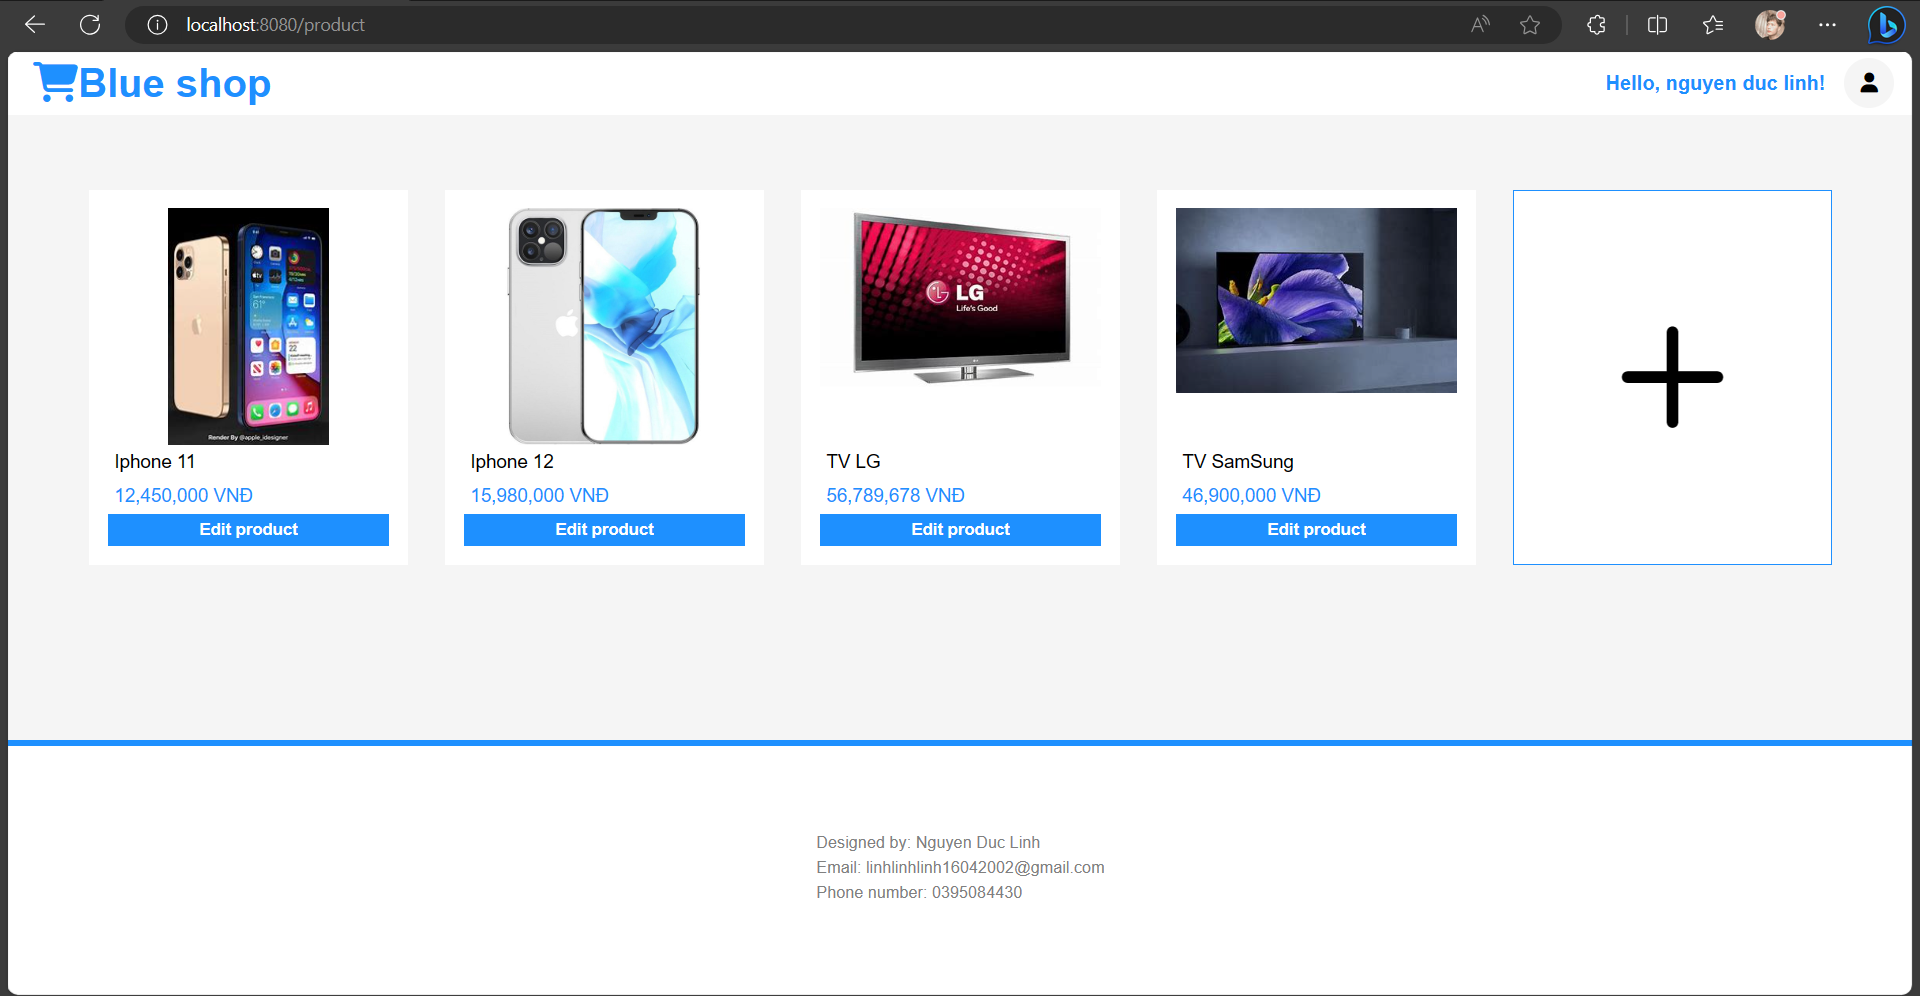 localhost:8080/product
Blue shop
Hello, nguyen duc linh!
Render By @apple_idesigner
LG
Life's Good
Iphone 11
Iphone 12
TV LG
TV SamSung
12,450,000 VNĐ
15,980,000 VNĐ
56,789,678 VNĐ
46,900,000 VNĐ
Edit product
Edit product
Edit product
Edit product
Designed by: Nguyen Duc Linh
Email: linhlinhlinh16042002@gmail.com
Phone number: 0395084430